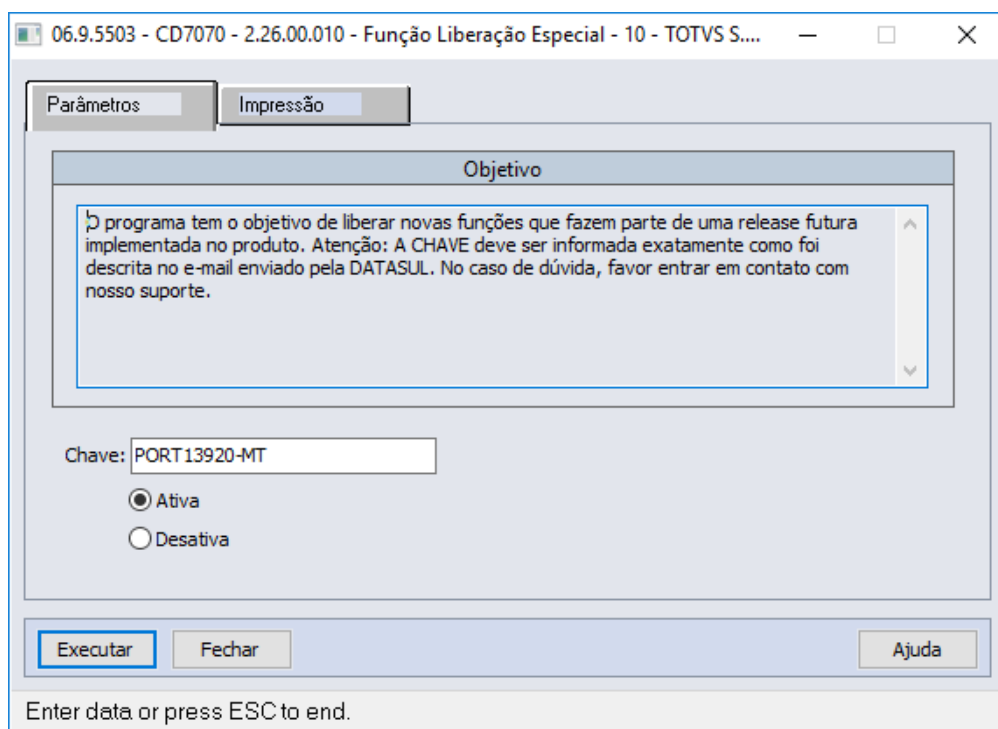 06.9.5503 - CD7070 - 2.26.00.010 - Função Liberação Especial - 10 - TOTVS S....
Parâmetros
Impressão
Objetivo
O programa tem o objetivo de liberar novas funções que fazem parte de uma release futura
implementada no produto. Atenção: A CHAVE deve ser informada exatamente como foi
descrita no e-mail enviado pela DATASUL. No caso de dúvida, favor entrar em contato com
nosso suporte.
Chave: PORT13920-MT
Ativa
Desativa
Executar
Fechar
Ajuda
Enter data or press ESC to end.